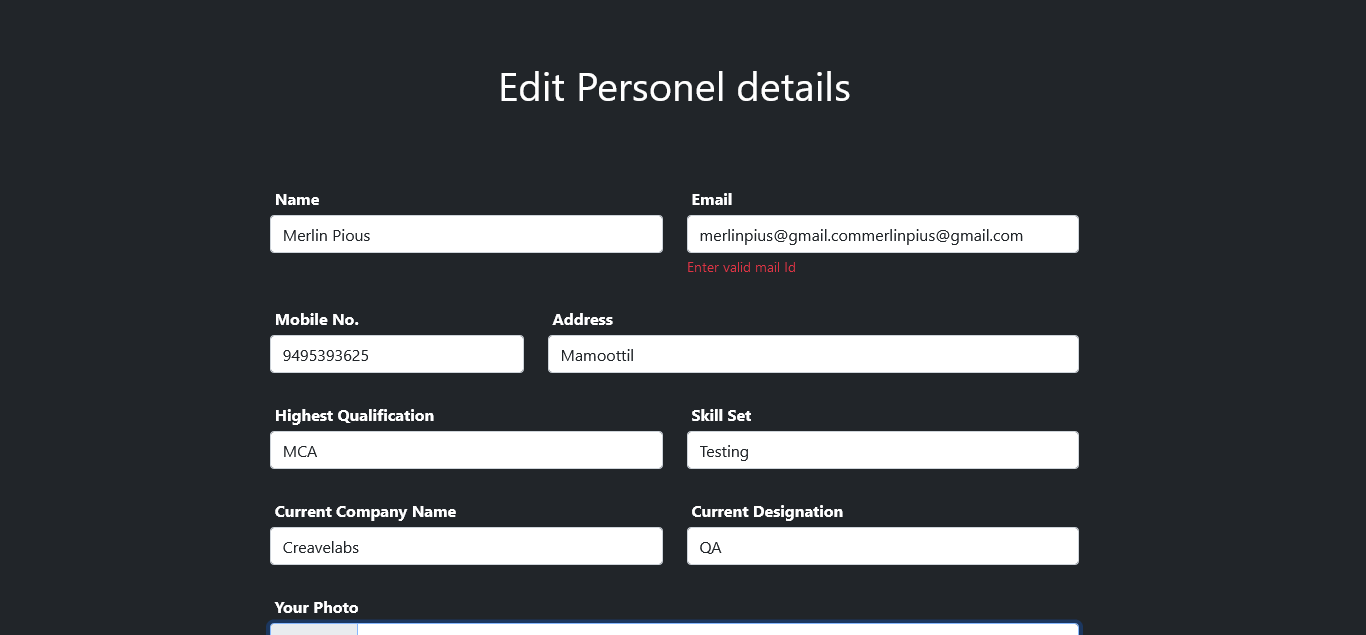 Edit Personel details
Name
Email
Merlin Pious
merlinpius@gmail.commerlinpius@gmail.com
Enter valid mail Id
Mobile No.
Address
9495393625
Mamoottil
Highest Qualification
Skill Set
MCA
Testing
Current Company Name
Current Designation
Creavelabs
QA
Your Photo